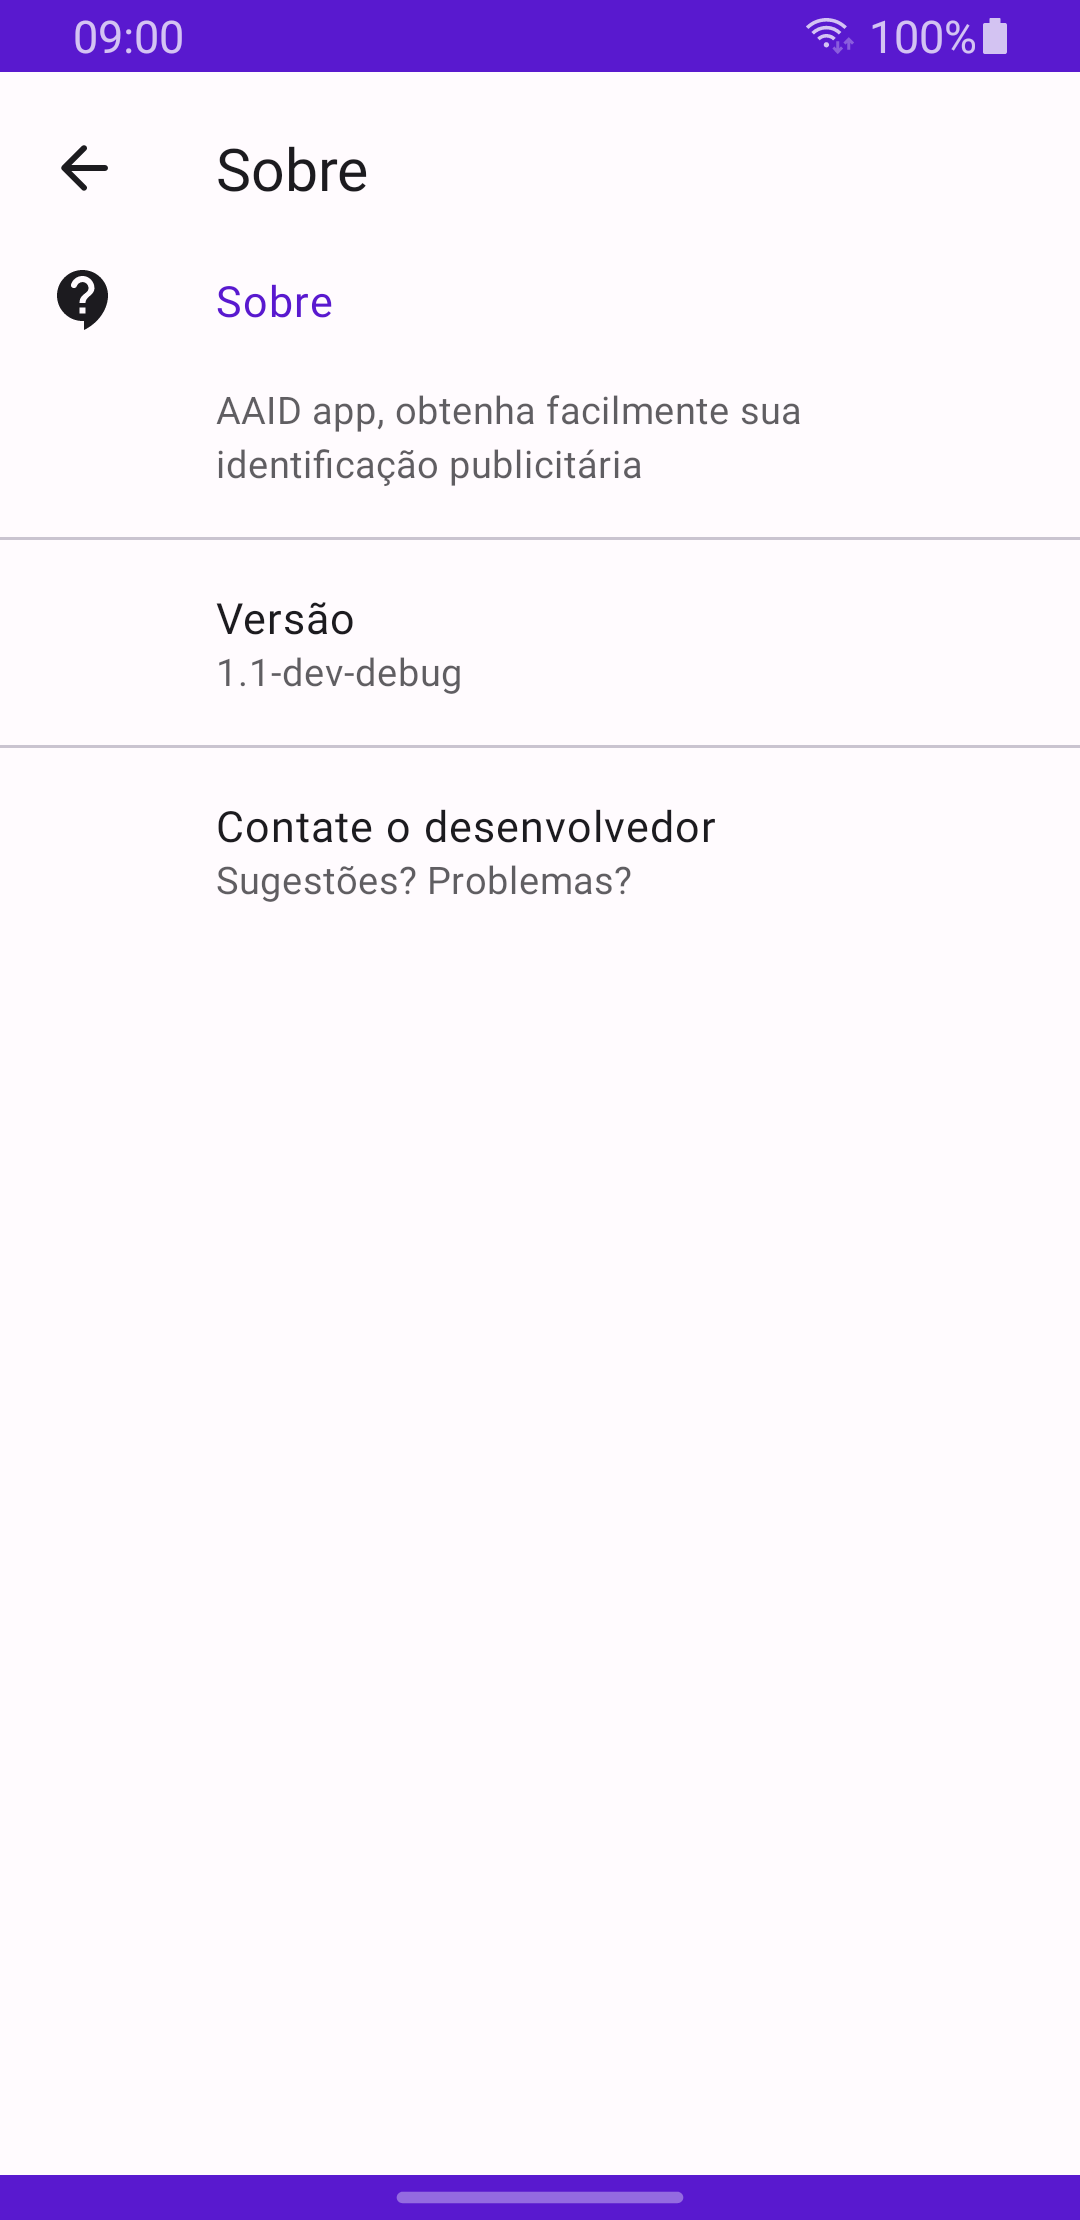 09:00
100%
Sobre
Sobre
AAID app, obtenha facilmente sua
identificação publicitária
Versão
1.1-dev-debug
Contate o desenvolvedor
Sugestões? Problemas?